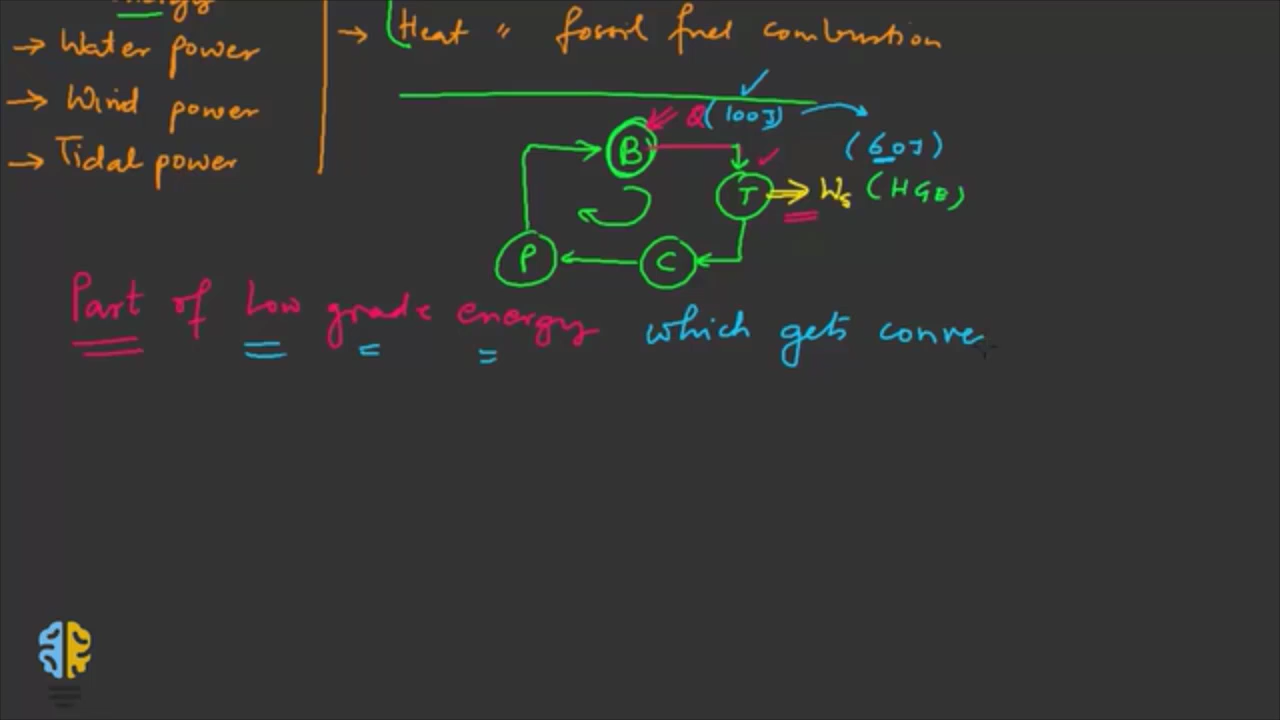 Energy
→ Water power
→ Wind power
→ Tidal power
→ Heat " fossil fuel combustion
Q (100J)
(60J)
B
T
Ws (HGE)
P
C
Part of Low grade energy which gets conve